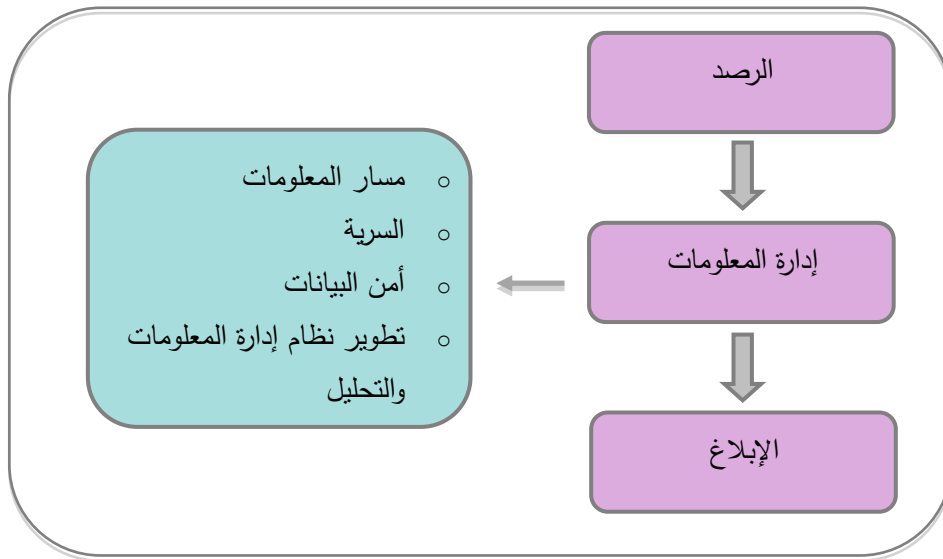 الرصد
إدارة المعلومات
مسار المعلومات
السرية
أمن البيانات
تطوير نظام إدارة المعلومات
والتحليل
الإبلاغ